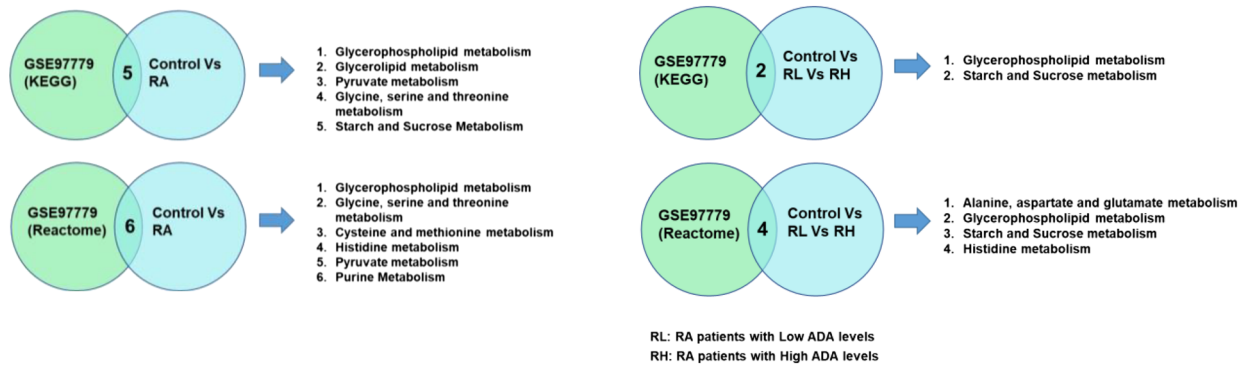 GSE97779
(KEGG)
5
Control Vs
RA
1. Glycerophospholipid metabolism
2. Glycerolipid metabolism
3. Pyruvate metabolism
4. Glycine, serine and threonine
metabolism
5. Starch and Sucrose Metabolism
GSE97779
(KEGG)
2
Control Vs
RL Vs RH
1. Glycerophospholipid metabolism
2. Starch and Sucrose metabolism
GSE97779
(Reactome)
6
Control Vs
RA
1. Glycerophospholipid metabolism
2. Glycine, serine and threonine
metabolism
3. Cysteine and methionine metabolism
4. Histidine metabolism
5. Pyruvate metabolism
6. Purine Metabolism
GSE97779
(Reactome)
4
Control Vs
RL Vs RH
1. Alanine, aspartate and glutamate metabolism
2. Glycerophospholipid metabolism
3. Starch and Sucrose metabolism
4. Histidine metabolism
RL: RA patients with Low ADA levels
RH: RA patients with High ADA levels